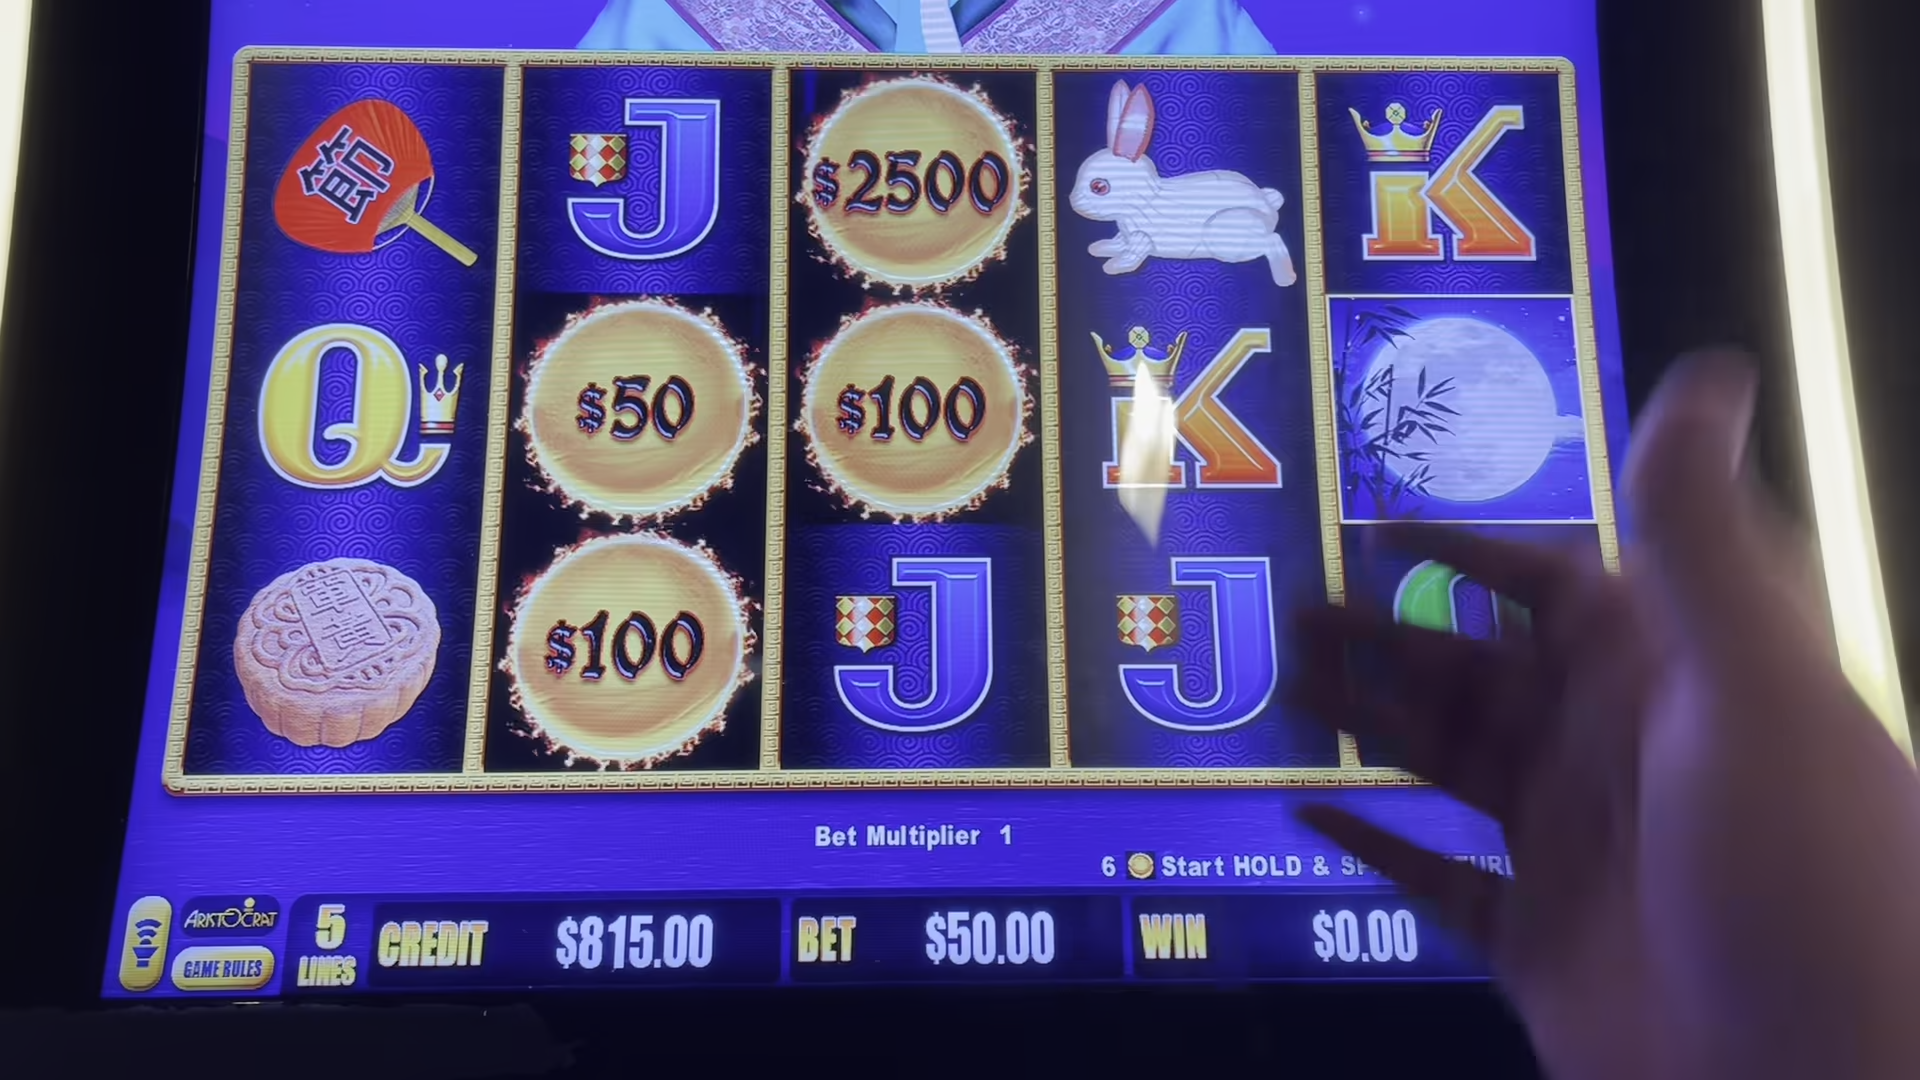 J
$2500
K
Q
$50
$100
K
$100
J
J
Bet Multiplier 1
6 Start HOLD &
ARISTOCRAT
GAME RULES
5
LINES
CREDIT $815.00
BET $50.00
WIN $0.00